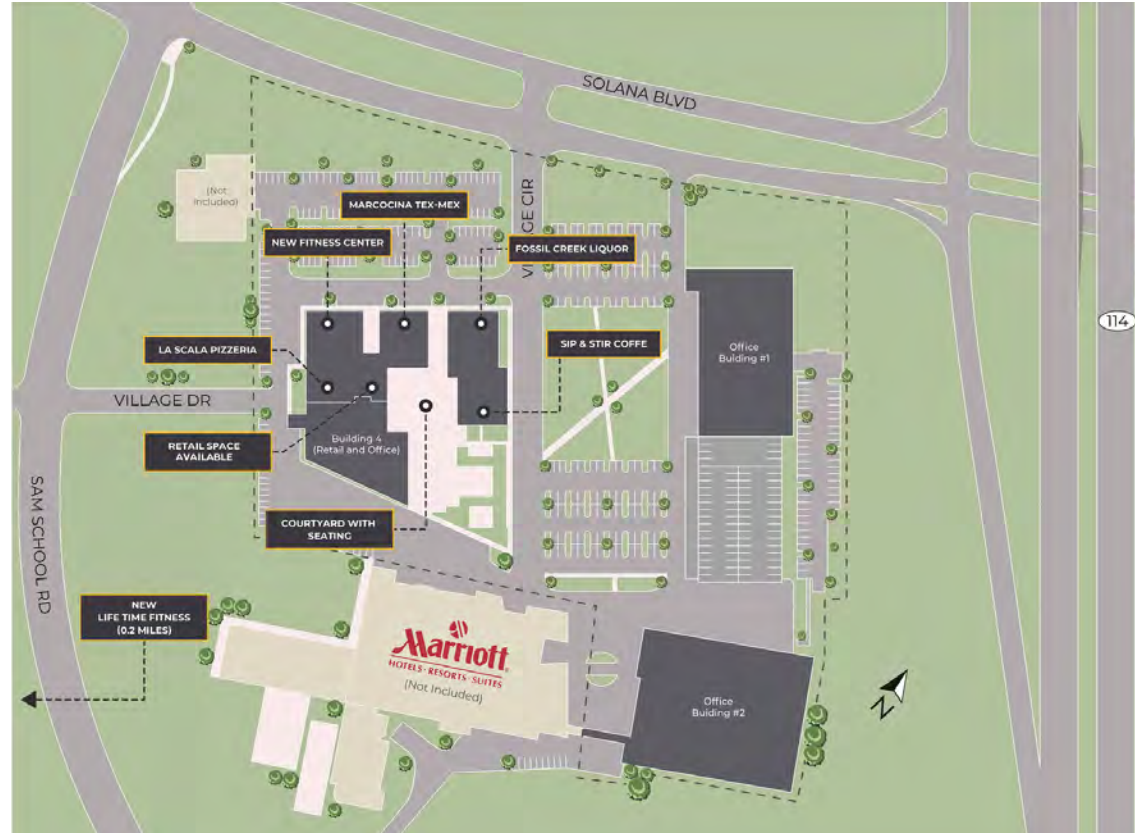 SOLANA BLVD
(Not
Included)
MARCOCINA TEX-MEX
VILLAGE CIR
NEW FITNESS CENTER
FOSSIL CREEK LIQUOR
114
LA SCALA PIZZERIA
SIP & STIR COFFE
Office
Bulding #1
VILLAGE DR
RETAIL SPACE
AVAILABLE
Building 4
(Retail and Office)
SAM SCHOOL RD
COURTYARD WITH
SEATING
NEW
LIFE TIME FITNESS
(0.2 MILES)
Marriott
HOTELS · RESORTS · SUITES
(Not Included)
Office
Bulding #2
N